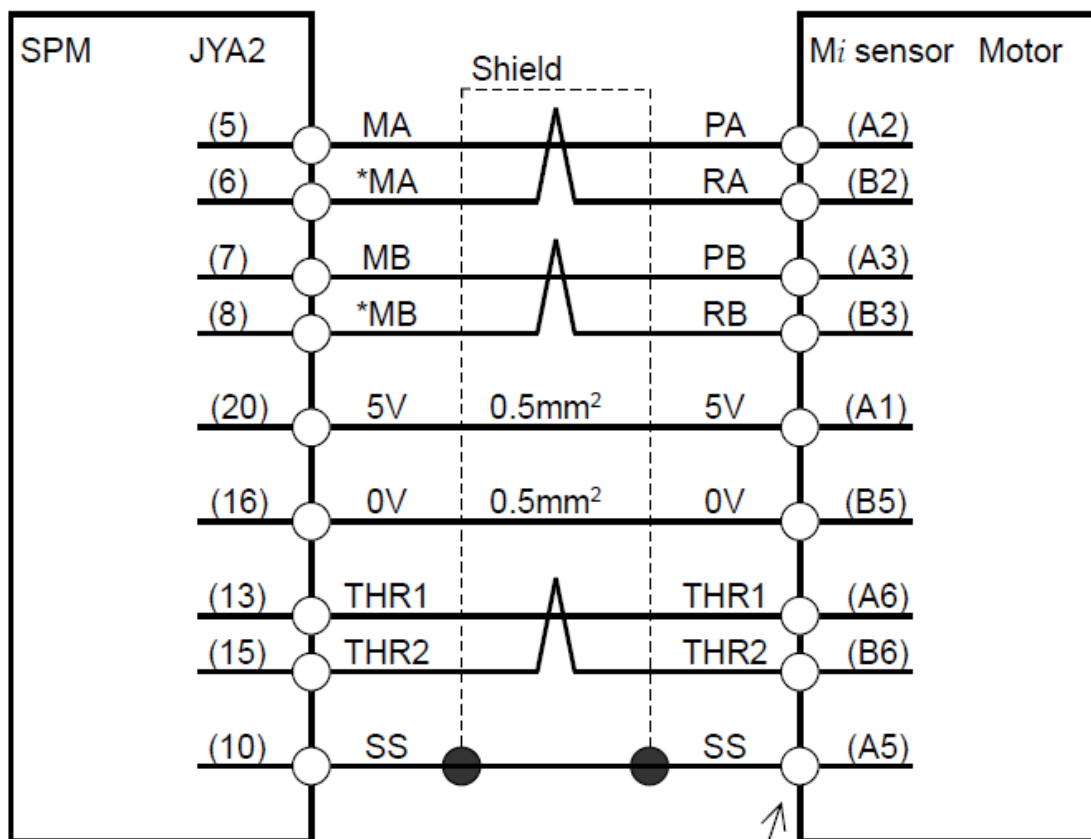 SPM JYA2 Mi sensor Motor
Shield
(5) MA PA (A2)
(6) *MA RA (B2)
(7) MB PB (A3)
(8) *MB RB (B3)
(20) 5V 0.5mm² 5V (A1)
(16) 0V 0.5mm² 0V (B5)
(13) THR1 THR1 (A6)
(15) THR2 THR2 (B6)
(10) SS SS (A5)